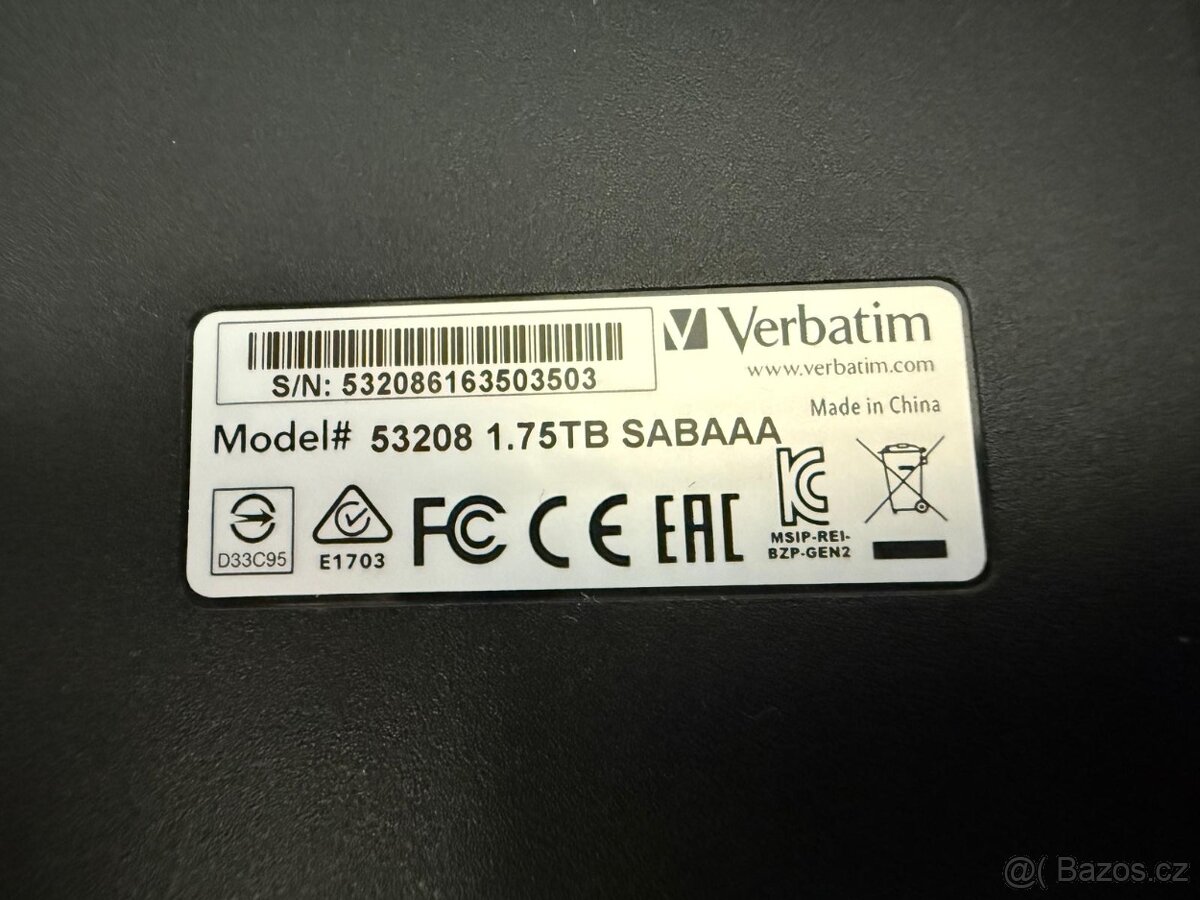 S/N: 532086163503503
Verbatim
www.verbatim.com
Made in China
Model# 53208 1.75TB SABAAA
D33C95
E1703
FC CE EAC
MSIP-REI-
BZP-GEN2
@( Bazos.cz